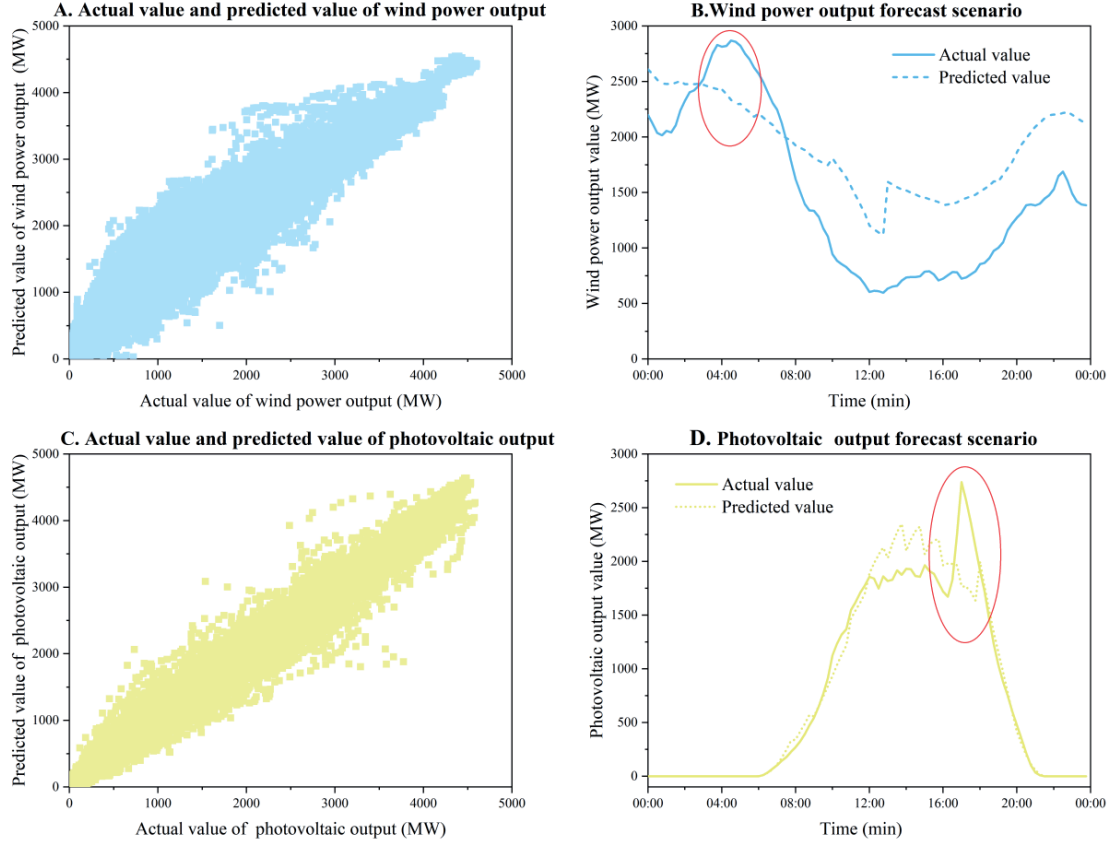 A. Actual value and predicted value of wind power output
Predicted value of wind power output (MW)
5000
4000
3000
2000
1000
0
0 1000 2000 3000 4000 5000
Actual value of wind power output (MW)
B.Wind power output forecast scenario
Wind power output value (MW)
3000
2500
2000
1500
1000
500
0
Actual value
Predicted value
00:00 04:00 08:00 12:00 16:00 20:00 00:00
Time (min)
C. Actual value and predicted value of photovoltaic output
Predicted value of photovoltaic output (MW)
5000
4000
3000
2000
1000
0
0 1000 2000 3000 4000 5000
Actual value of photovoltaic output (MW)
D. Photovoltaic output forecast scenario
Photovoltaic output value (MW)
3000
2500
2000
1500
1000
500
0
Actual value
Predicted value
00:00 04:00 08:00 12:00 16:00 20:00 00:00
Time (min)